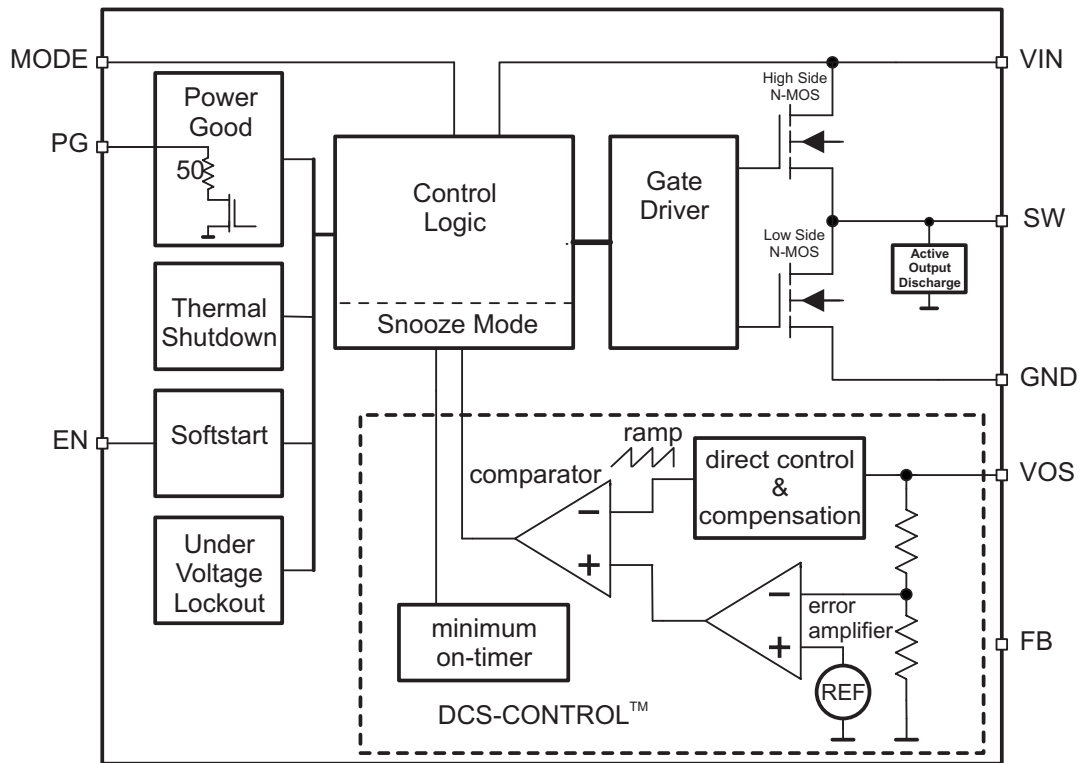 MODE
VIN
High Side
N-MOS
Power
Good
PG
50
Control
Logic
Gate
Driver
SW
Low Side
N-MOS
Active
Output
Discharge
Thermal
Shutdown
Snooze Mode
GND
EN
Softstart
ramp
comparator
direct control
&
compensation
VOS
Under
Voltage
Lockout
error
amplifier
minimum
on-timer
FB
REF
DCS-CONTROL™